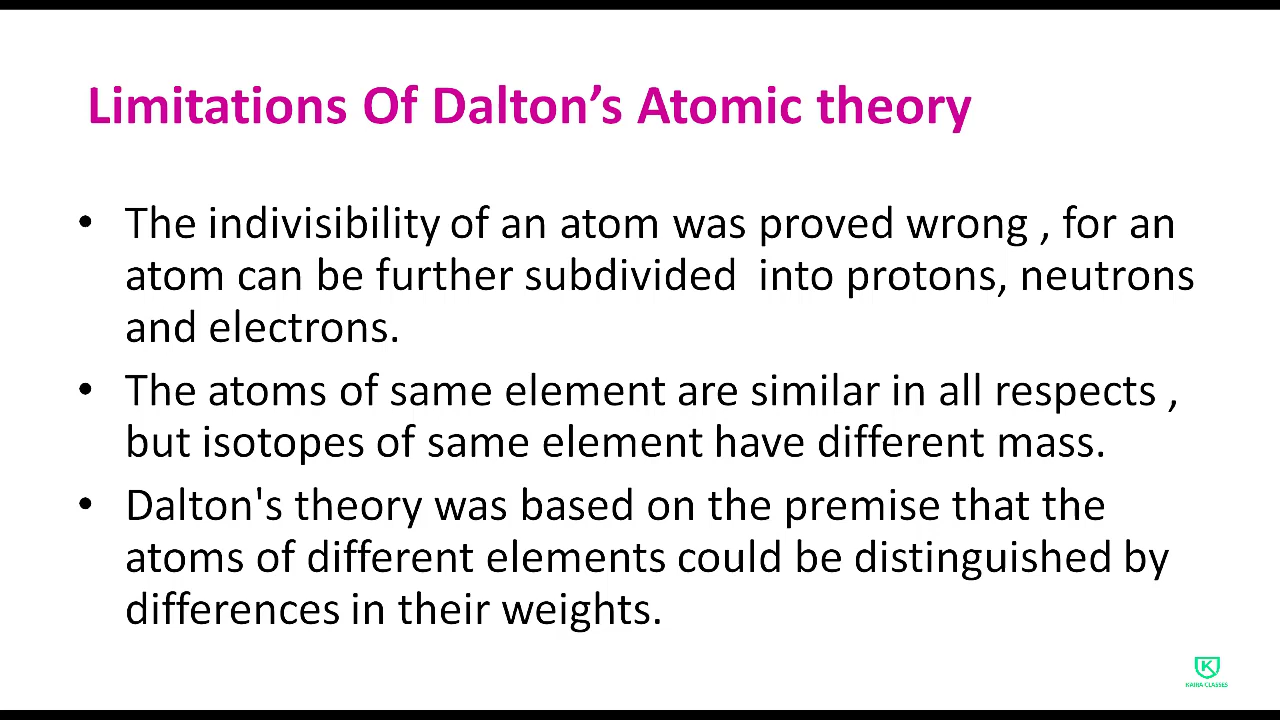 Limitations Of Dalton’s Atomic theory
• The indivisibility of an atom was proved wrong , for an
atom can be further subdivided into protons, neutrons
and electrons.
• The atoms of same element are similar in all respects ,
but isotopes of same element have different mass.
• Dalton's theory was based on the premise that the
atoms of different elements could be distinguished by
differences in their weights.
K
KAIRA CLASSES